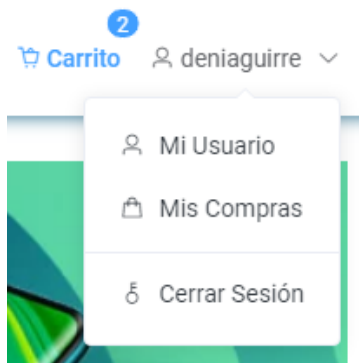 2
Carrito deniaguirre
Mi Usuario
Mis Compras
Cerrar Sesión